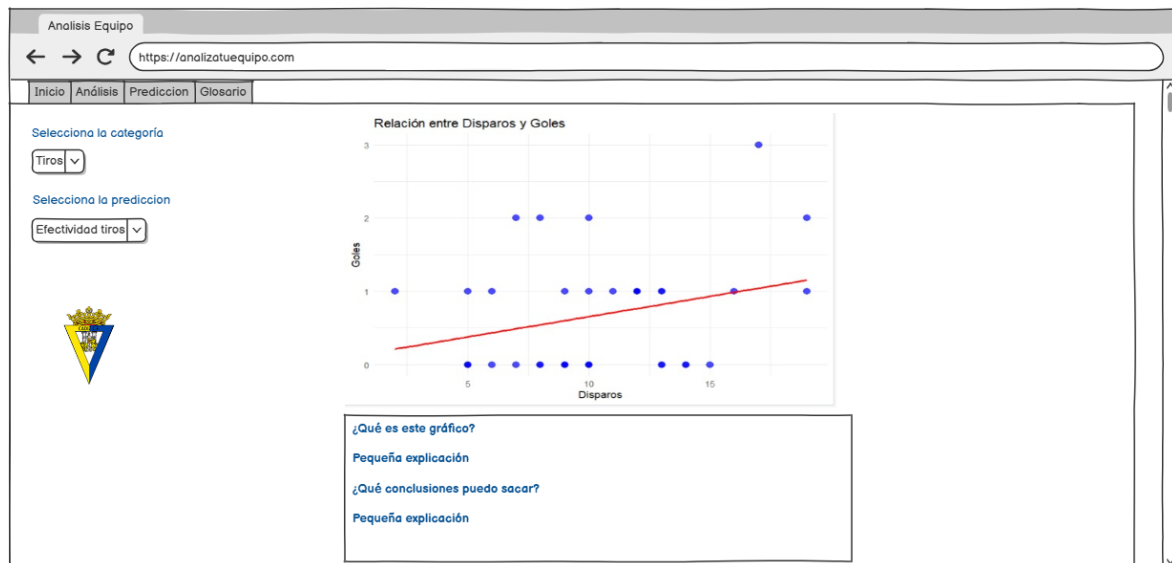 Analisis Equipo
https://analizatuequipo.com
Inicio Análisis Prediccion Glosario
Selecciona la categoría
Tiros
Selecciona la prediccion
Efectividad tiros
Relación entre Disparos y Goles
Goles
3
2
1
0
5 10 15
Disparos
¿Qué es este gráfico?
Pequeña explicación
¿Qué conclusiones puedo sacar?
Pequeña explicación